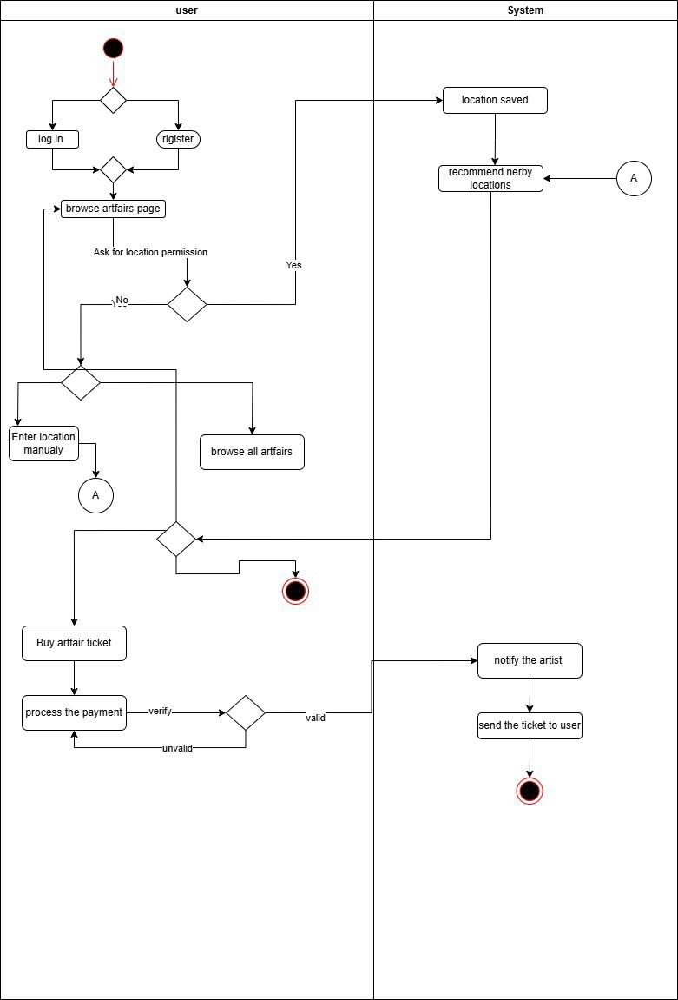 user
System
location saved
log in
rigister
recommend nerby
locations
A
browse artfairs page
Ask for location permission
Yes
No
Enter location
manualy
browse all artfairs
A
Buy artfair ticket
notify the artist
process the payment
verify
valid
send the ticket to user
unvalid